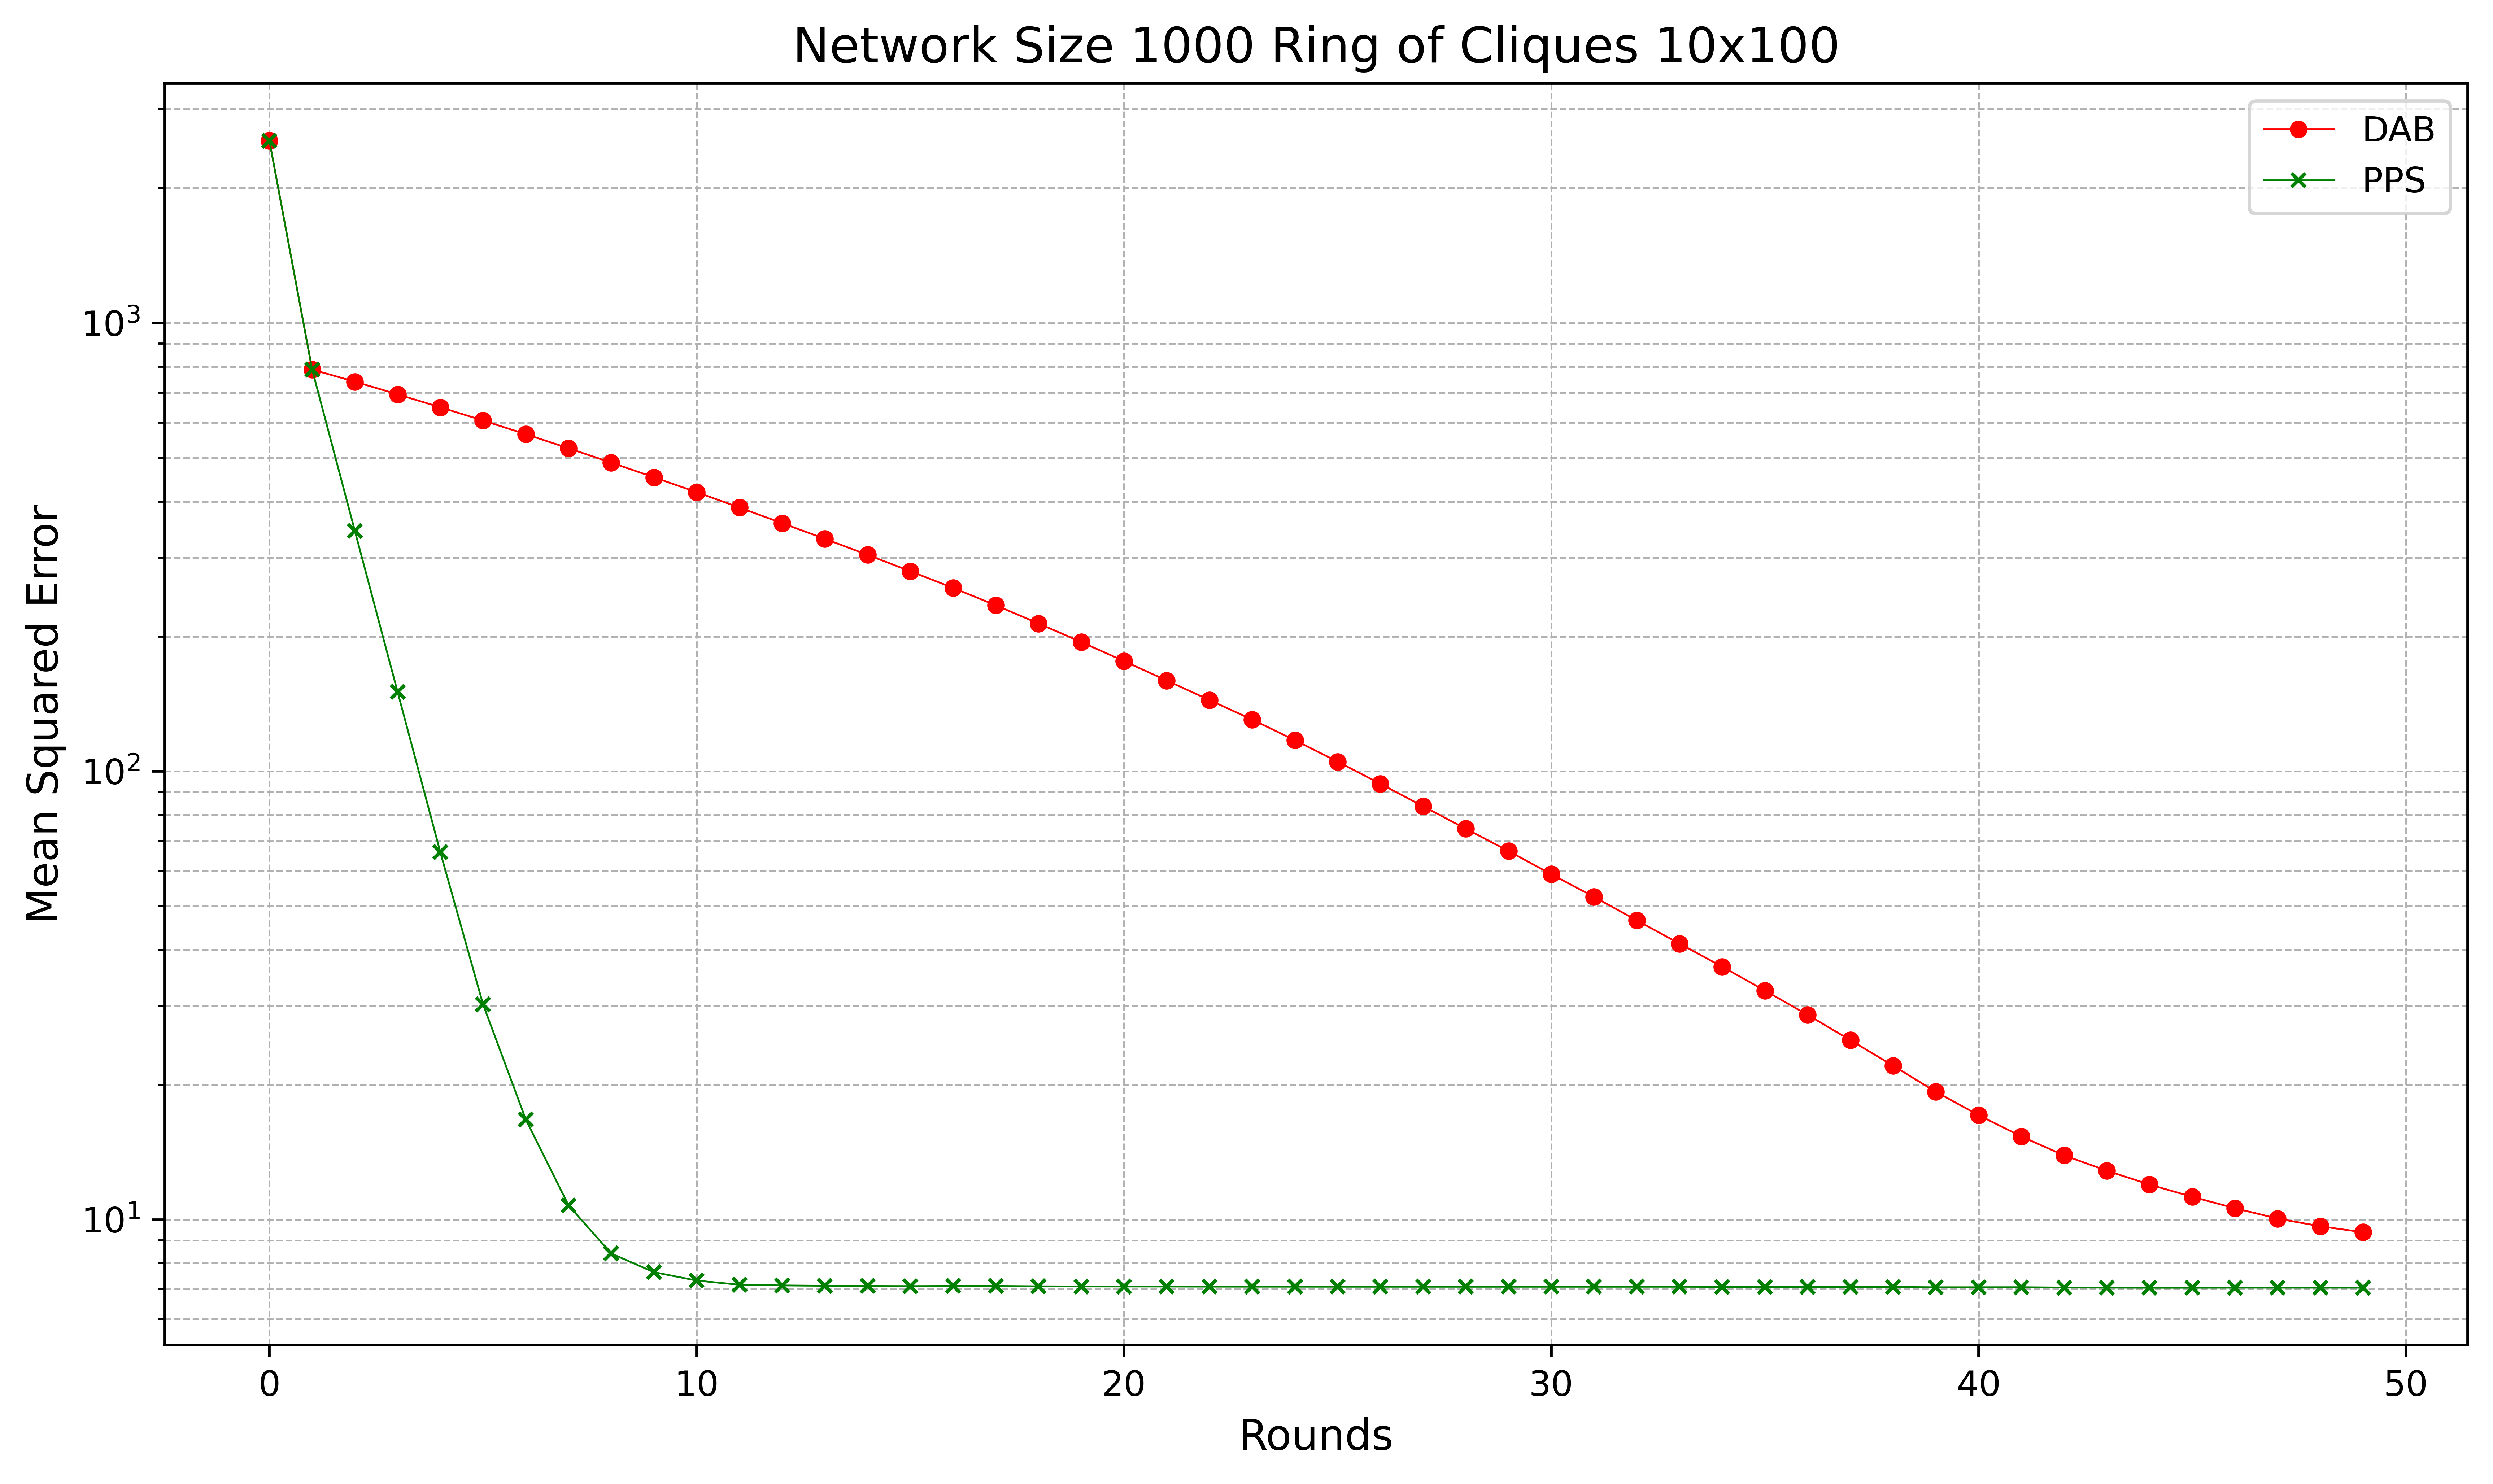 Network Size 1000 Ring of Cliques 10x100
DAB
PPS
Mean Squared Error
10³
10²
10¹
0 10 20 30 40 50
Rounds